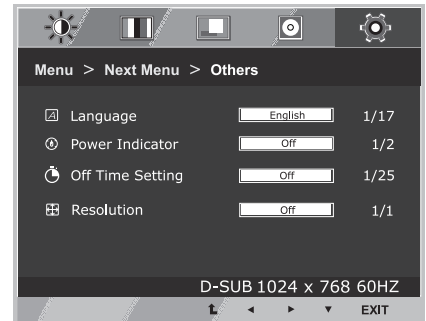 Menu > Next Menu > Others
Language English 1/17
Power Indicator Off 1/2
Off Time Setting Off 1/25
Resolution Off 1/1
D-SUB 1024 x 768 60HZ
EXIT